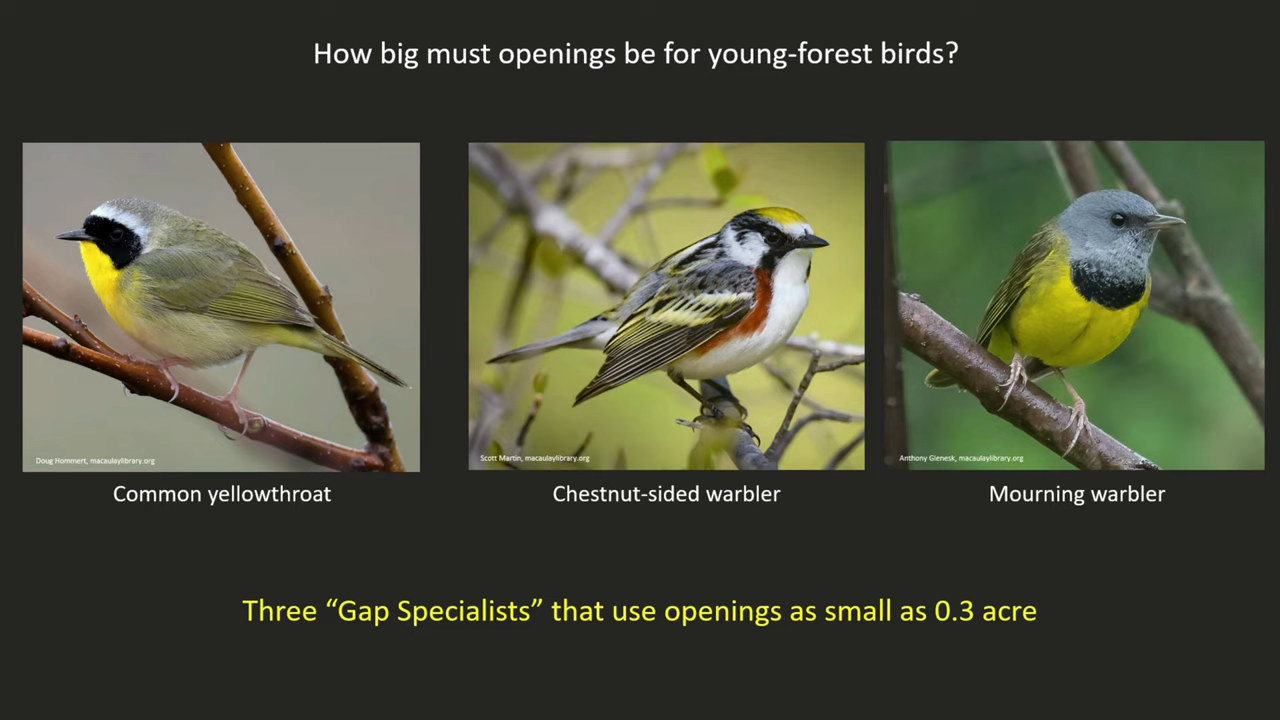 How big must openings be for young-forest birds?
Doug Hommert, macaulaylibrary.org
Scott Martin, macaulaylibrary.org
Anthony Glenesk, macaulaylibrary.org
Common yellowthroat
Chestnut-sided warbler
Mourning warbler
Three “Gap Specialists” that use openings as small as 0.3 acre